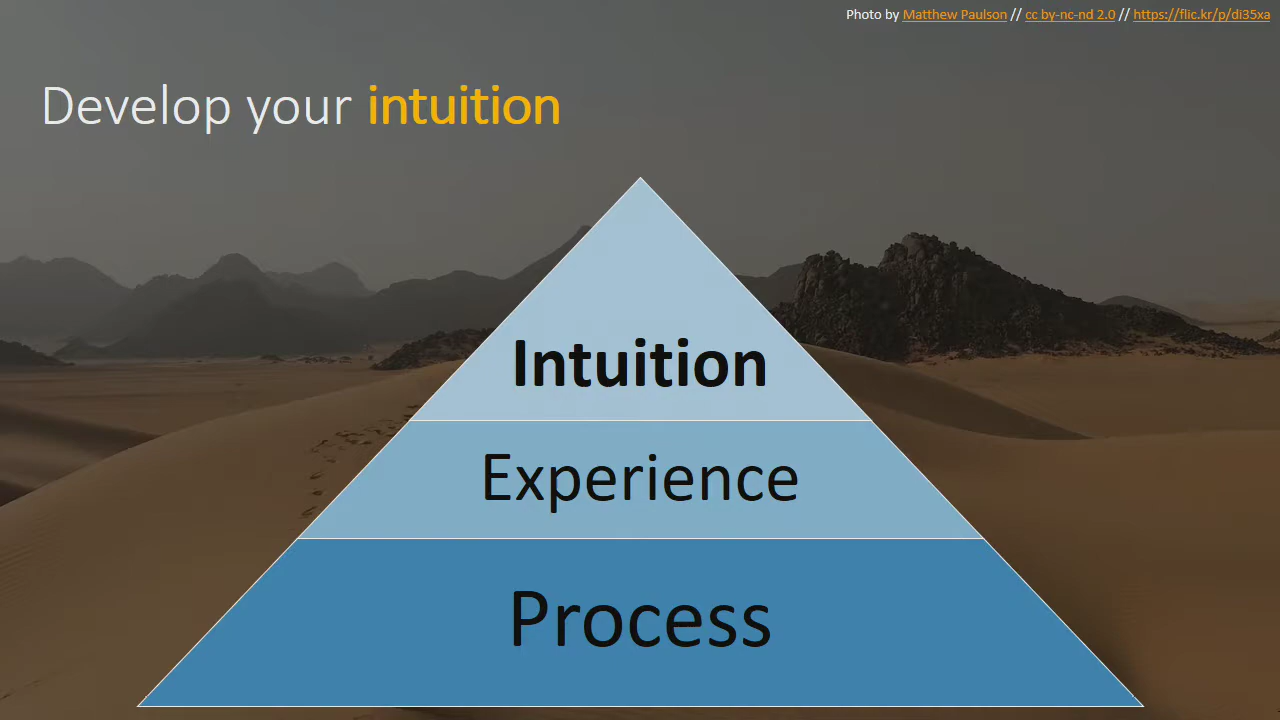 Photo by Matthew Paulson // cc by-nc-nd 2.0 // https://flic.kr/p/di35xa
Develop your intuition
Intuition
Experience
Process